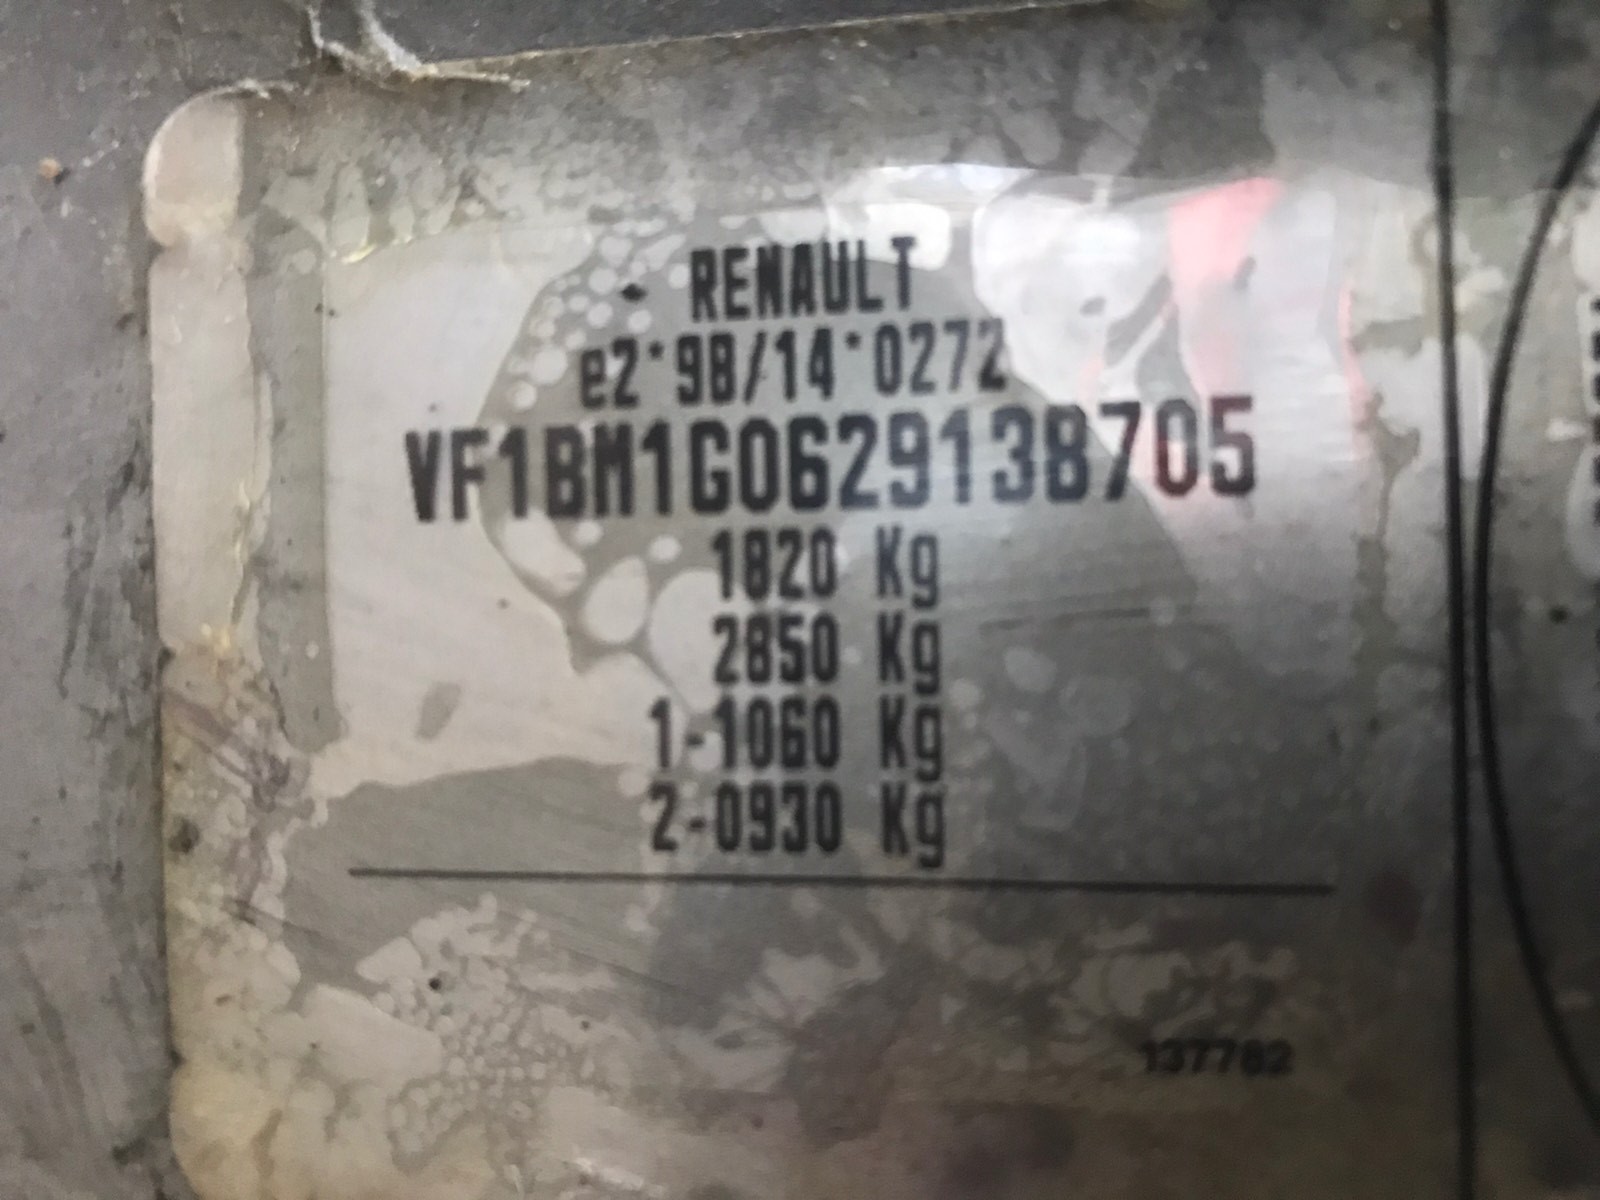 RENAULT
e2*98/14*0272
VF1BM1G0629138705
1820 Kg
2850 Kg
1-1060 Kg
2-0930 Kg
137782